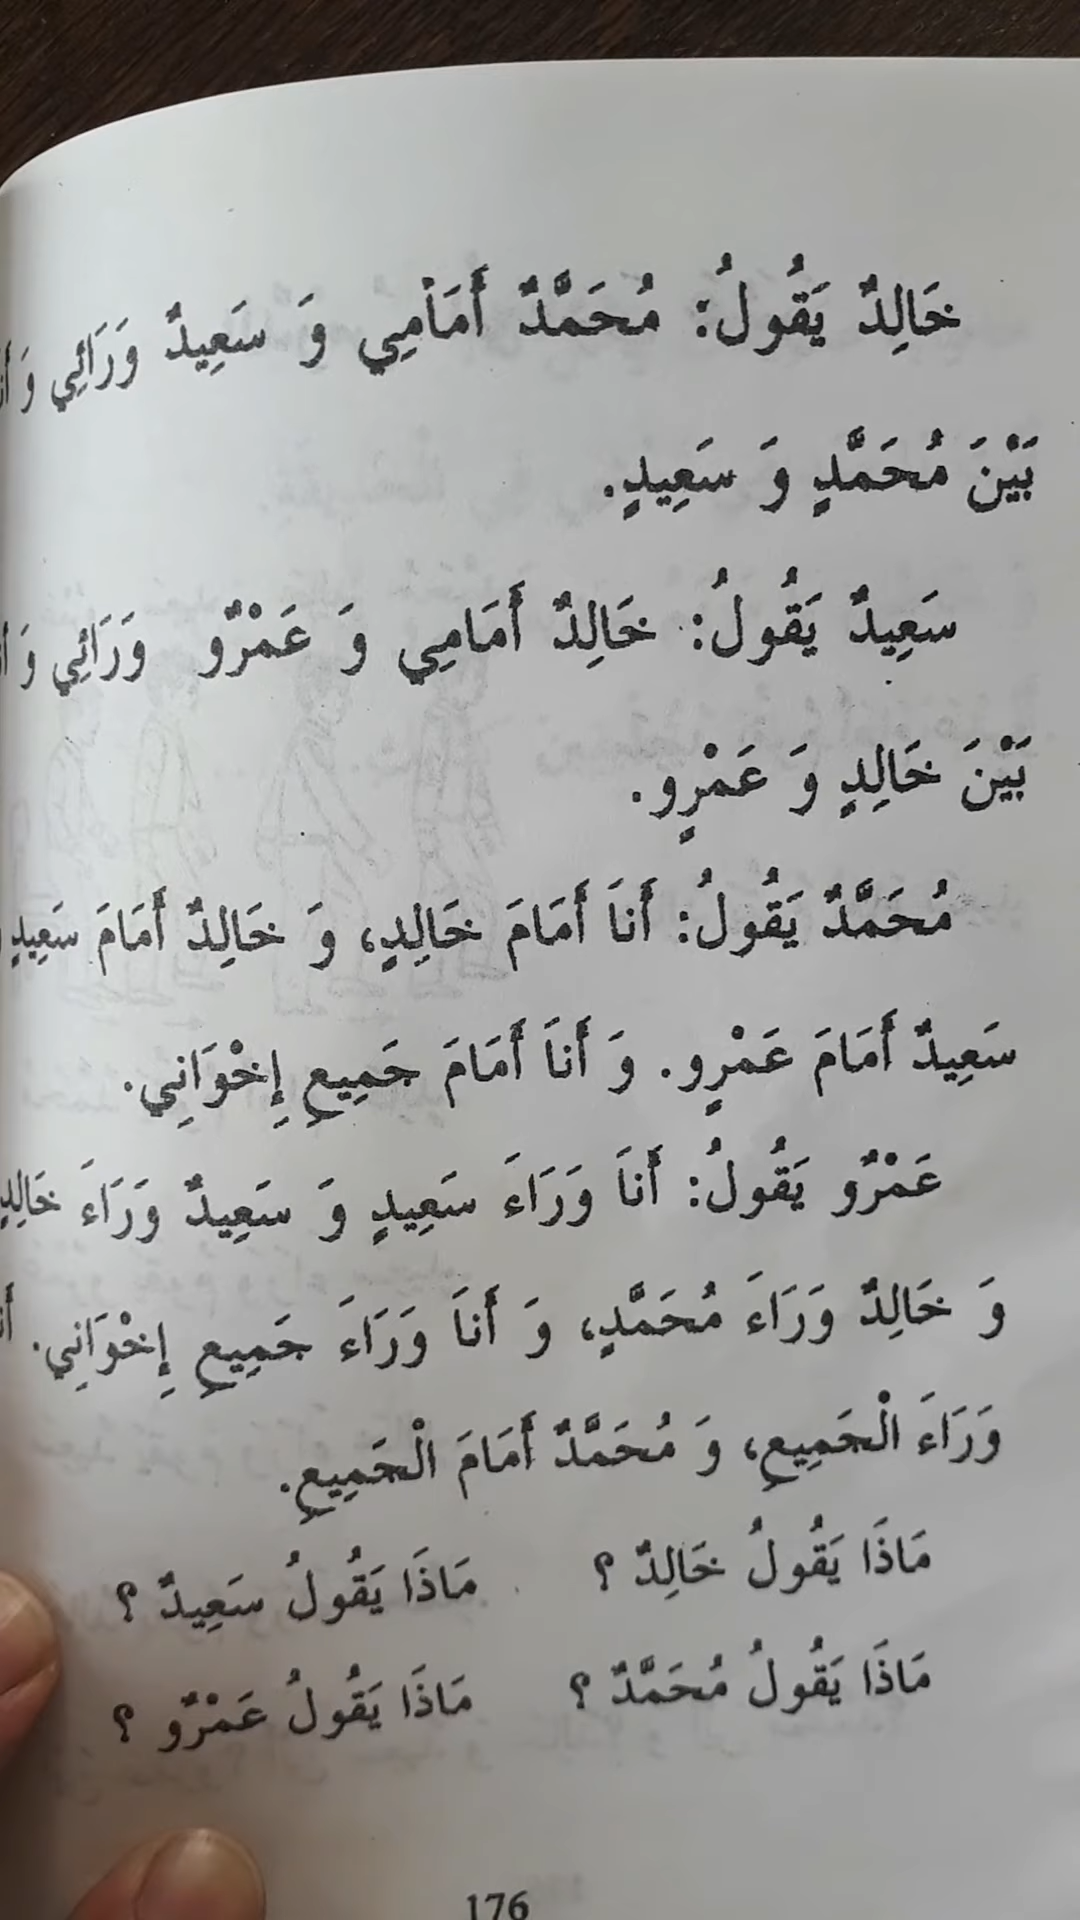 خَالِدٌ يَقُولُ: مُحَمَّدٌ أَمَامِي وَ سَعِيدٌ وَرَائِي وَ
بَيْنَ مُحَمَّدٍ وَ سَعِيدٍ.
سَعِيدٌ يَقُولُ: خَالِدٌ أَمَامِي وَ عَمْرٌو وَرَائِي وَ
بَيْنَ خَالِدٍ وَ عَمْرٍو.
مُحَمَّدٌ يَقُولُ: أَنَا أَمَامَ خَالِدٍ، وَ خَالِدٌ أَمَامَ سَعِيدٍ
سَعِيدٌ أَمَامَ عَمْرٍو. وَ أَنَا أَمَامَ جَمِيعِ إِخْوَانِي.
عَمْرٌو يَقُولُ: أَنَا وَرَاءَ سَعِيدٍ وَ سَعِيدٌ وَرَاءَ خَالِدٍ
وَ خَالِدٌ وَرَاءَ مُحَمَّدٍ، وَ أَنَا وَرَاءَ جَمِيعِ إِخْوَانِي.
وَرَاءَ الْجَمِيعِ، وَ مُحَمَّدٌ أَمَامَ الْجَمِيعِ.
مَاذَا يَقُولُ خَالِدٌ ؟ مَاذَا يَقُولُ سَعِيدٌ ؟
مَاذَا يَقُولُ مُحَمَّدٌ ؟ مَاذَا يَقُولُ عَمْرٌو ؟
176